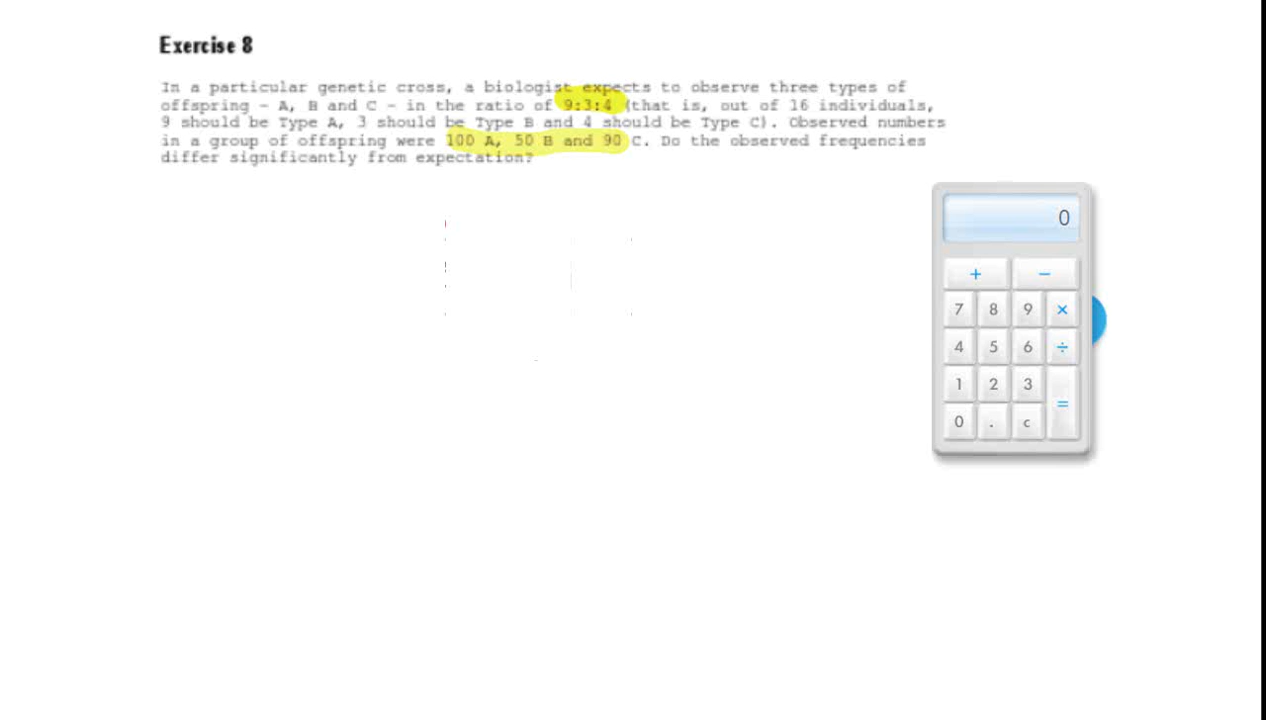 Exercise 8
In a particular genetic cross, a biologist expects to observe three types of
offspring - A, B and C - in the ratio of 9:3:4 (that is, out of 16 individuals,
9 should be Type A, 3 should be Type B and 4 should be Type C). Observed numbers
in a group of offspring were 100 A, 50 B and 90 C. Do the observed frequencies
differ significantly from expectation?
0
+ −
7 8 9 ×
4 5 6 ÷
1 2 3
=
0 . c